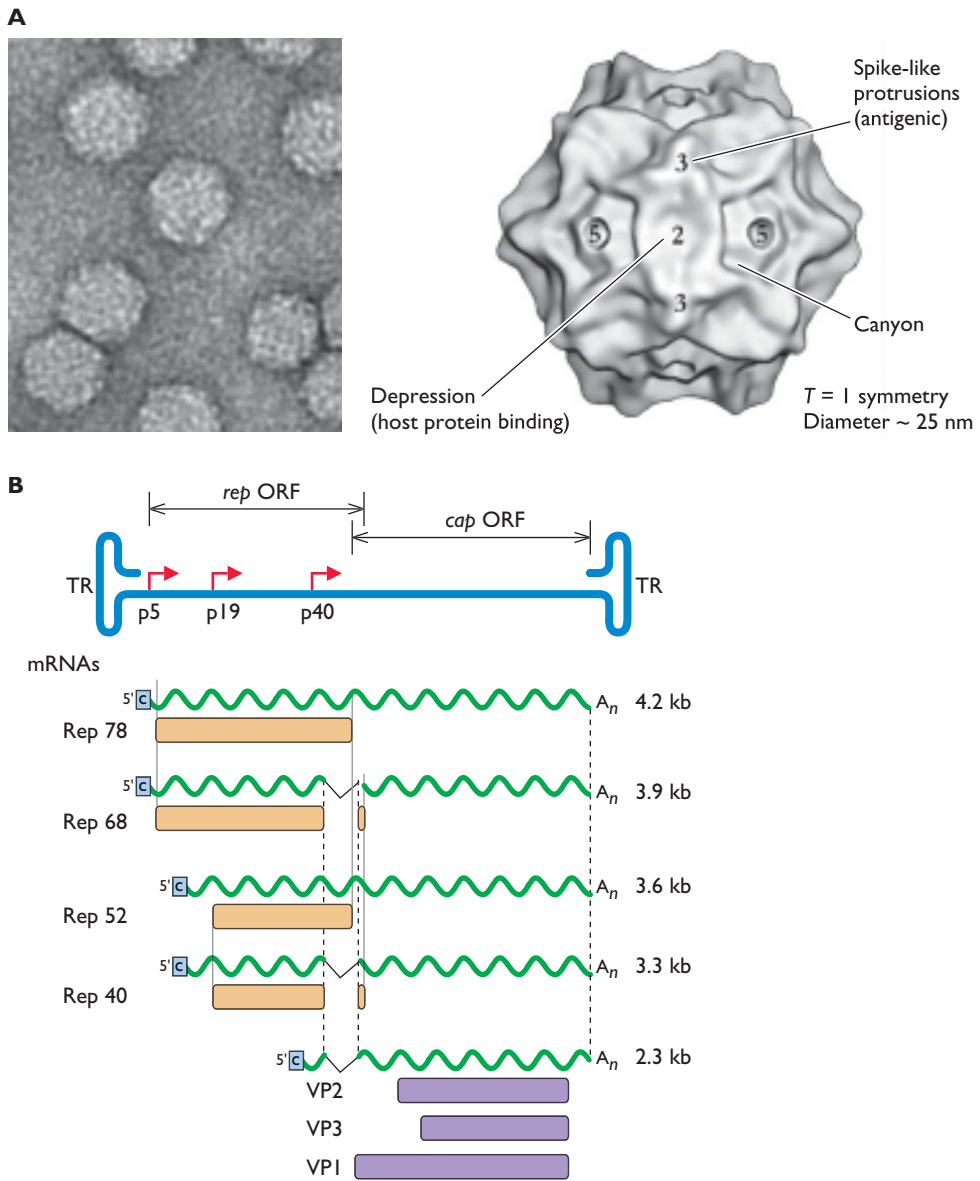 A
Spike-like
protrusions
(antigenic)
3
5
2
5
3
Canyon
Depression
(host protein binding)
T = 1 symmetry
Diameter ~ 25 nm
B
rep ORF
cap ORF
TR
TR
p5
p19
p40
mRNAs
5' C An 4.2 kb
Rep 78
5' C An 3.9 kb
Rep 68
5' C An 3.6 kb
Rep 52
5' C An 3.3 kb
Rep 40
5' C An 2.3 kb
VP2
VP3
VP1